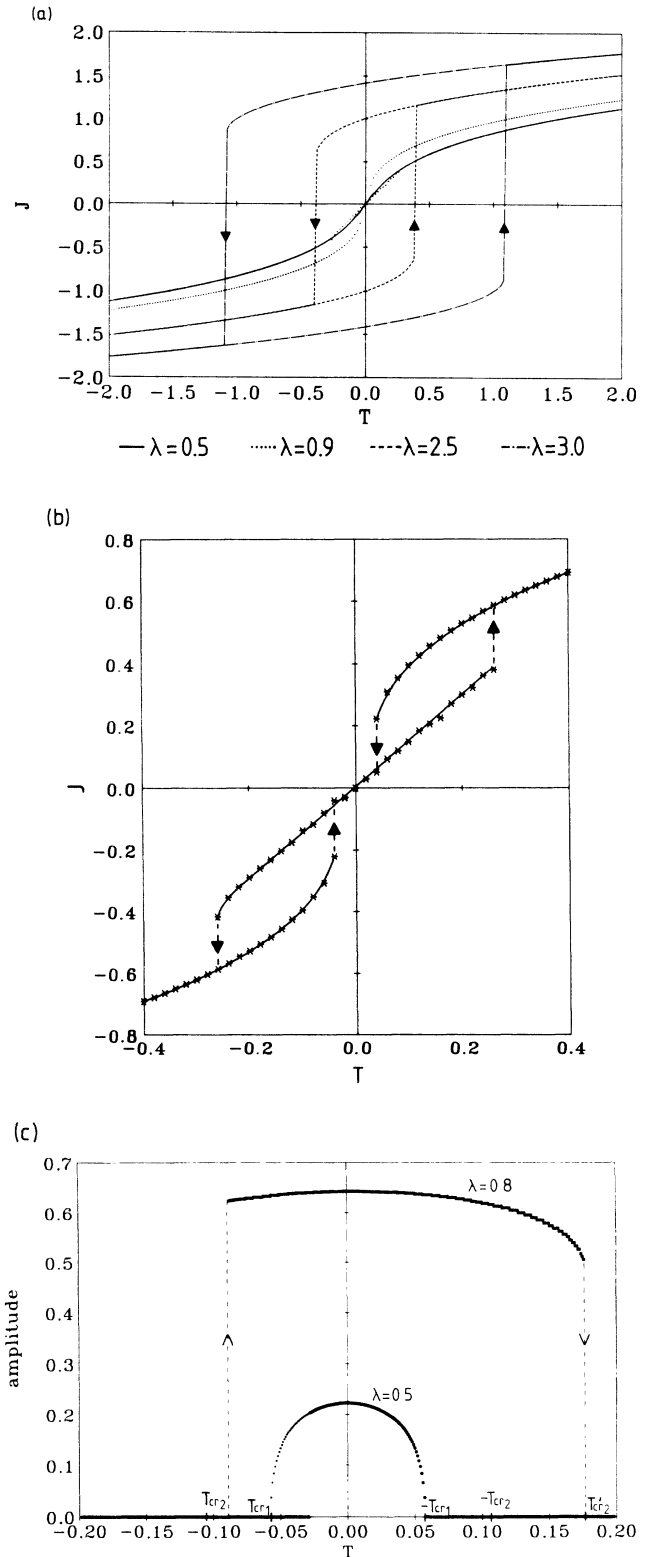 (a)
2.0
1.5
1.0
0.5
0.0
−0.5
−1.0
−1.5
−2.0
J
−2.0 −1.5 −1.0 −0.5 0.0 0.5 1.0 1.5 2.0
T
λ=0.5 λ=0.9 λ=2.5 λ=3.0
(b)
0.8
0.6
0.4
0.2
0.0
−0.2
−0.4
−0.6
−0.8
J
−0.4 −0.2 0.0 0.2 0.4
T
(c)
0.7
0.6
0.5
0.4
0.3
0.2
0.1
0.0
amplitude
λ=0 8
λ=0 5
Tcr2 Tcr1 −Tcr1 −Tcr2 T'cr2
−0.20 −0.15 −0.10 −0.05 0.00 0.05 0.10 0.15 0.20
T